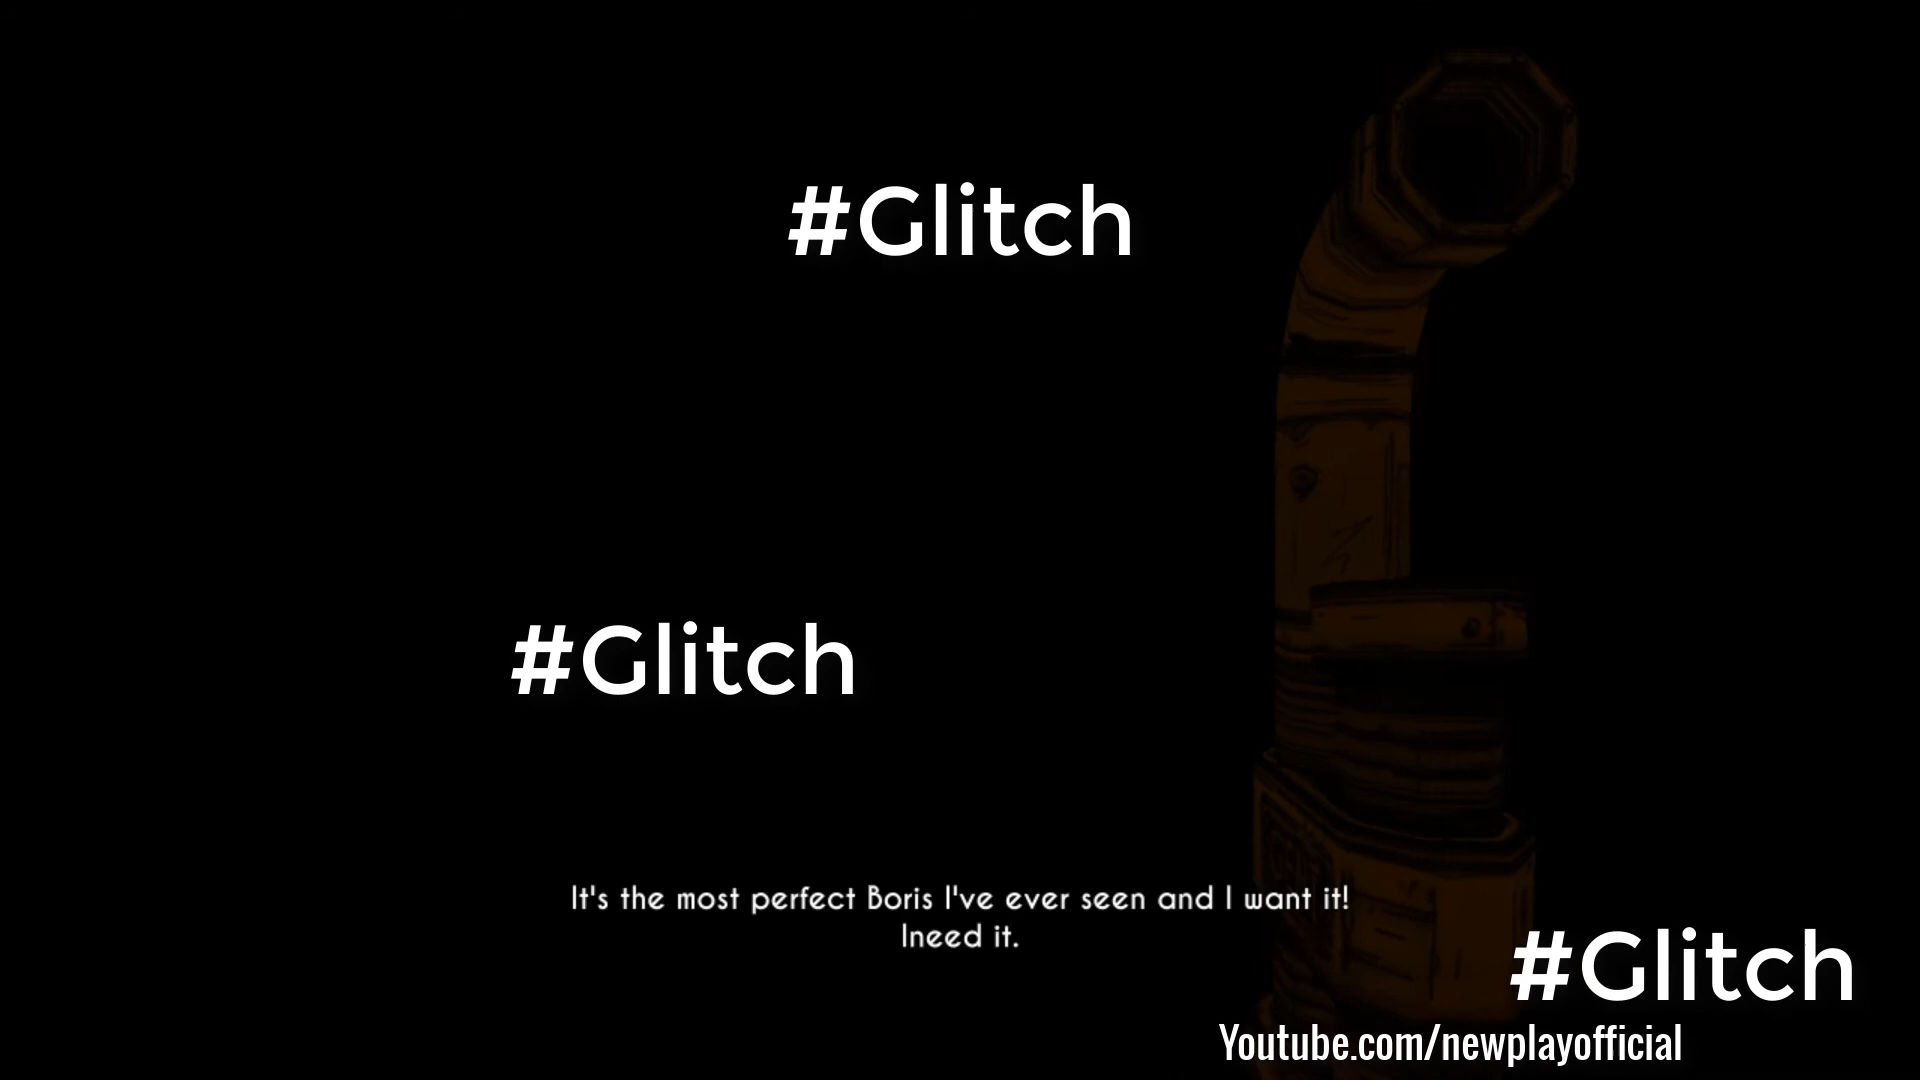 #Glitch
#Glitch
It's the most perfect Boris I've ever seen and I want it!
Ineed it.
#Glitch
Youtube.com/newplayofficial